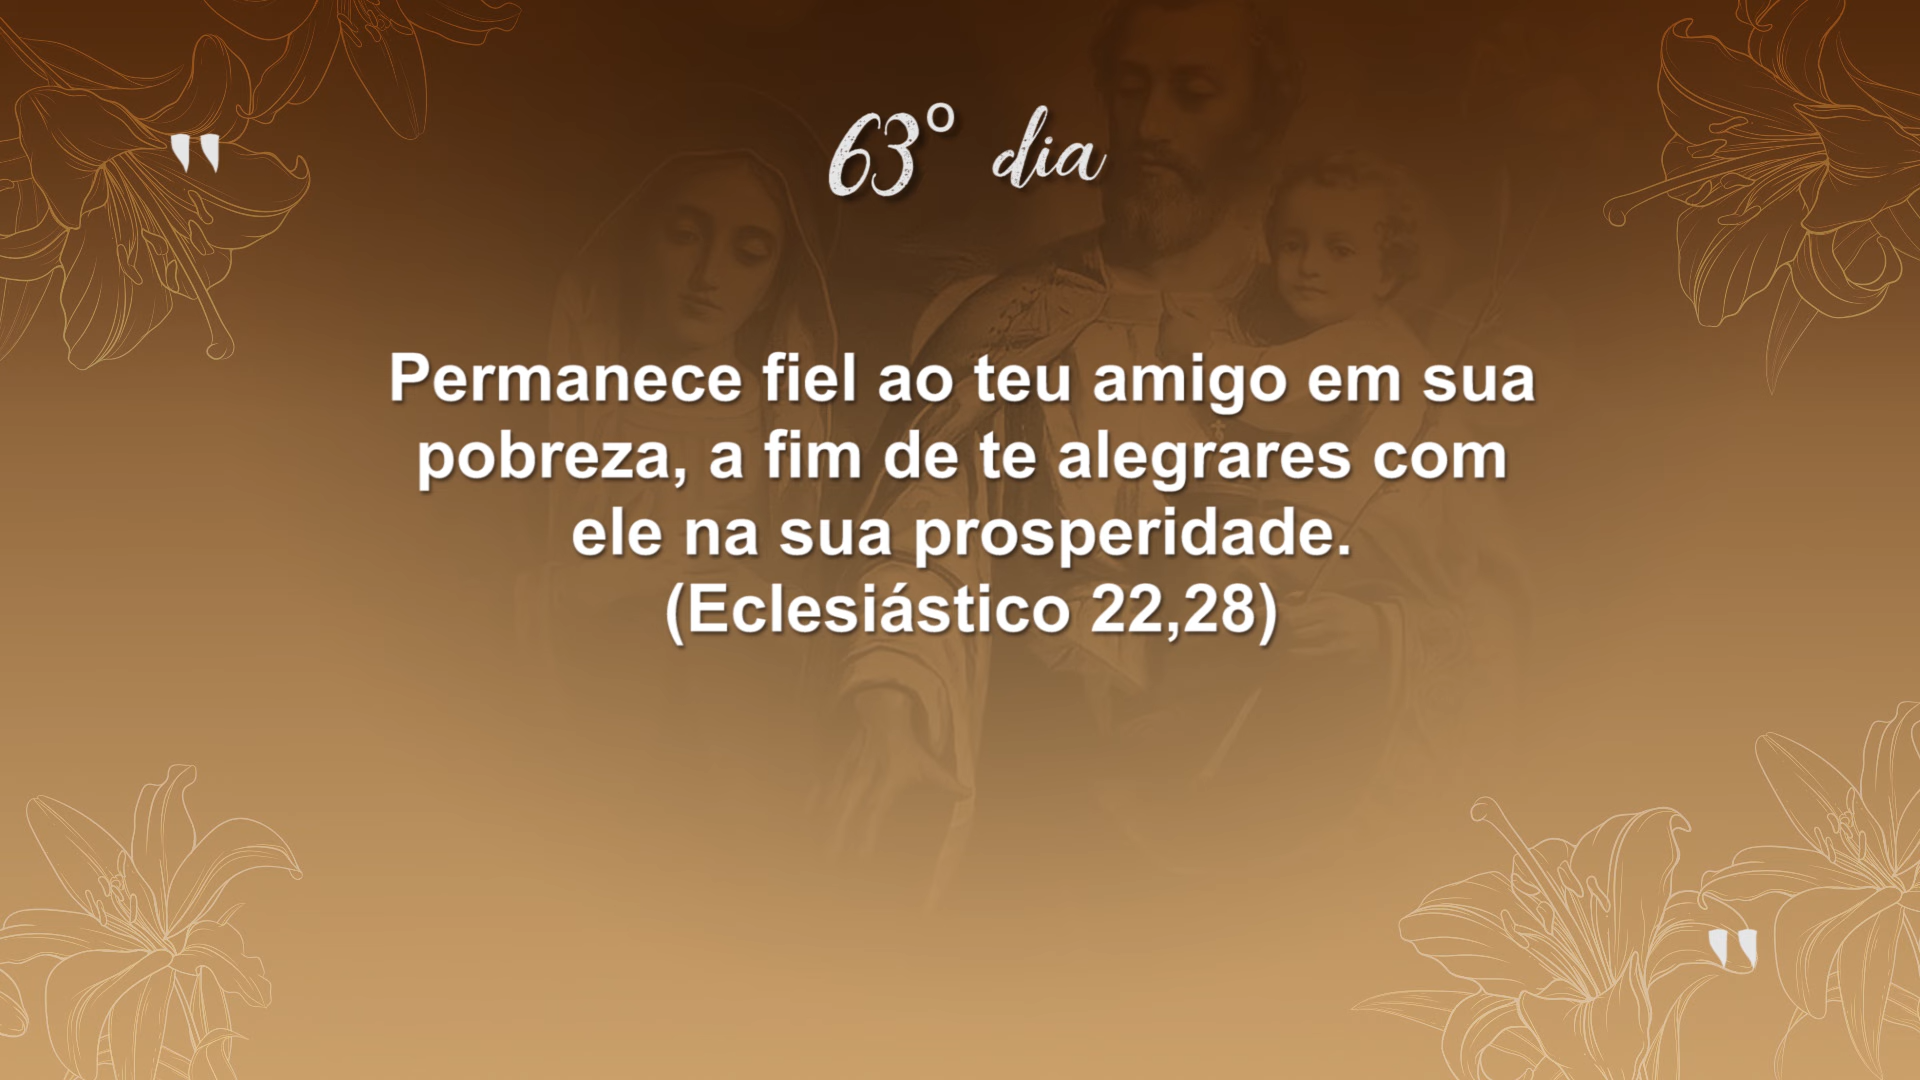 63º dia
"
Permanece fiel ao teu amigo em sua
pobreza, a fim de te alegrares com
ele na sua prosperidade.
(Eclesiástico 22,28)
"